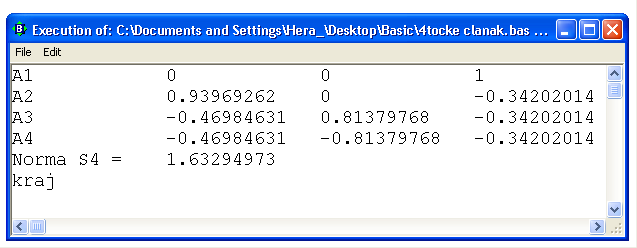 Execution of: C:\Documents and Settings\Hera_\Desktop\Basic\4tocke clanak.bas ...
File Edit
A1 0 0 1
A2 0.93969262 0 -0.34202014
A3 -0.46984631 0.81379768 -0.34202014
A4 -0.46984631 -0.81379768 -0.34202014
Norma S4 = 1.63294973
kraj